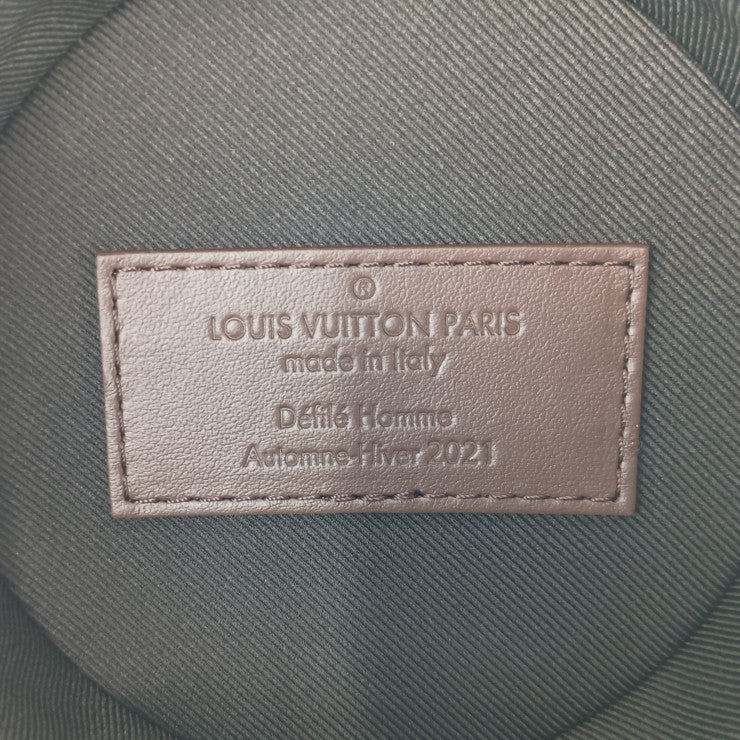 ®
LOUIS VUITTON PARIS
made in Italy
Défilé Homme
Automne-Hiver 2021